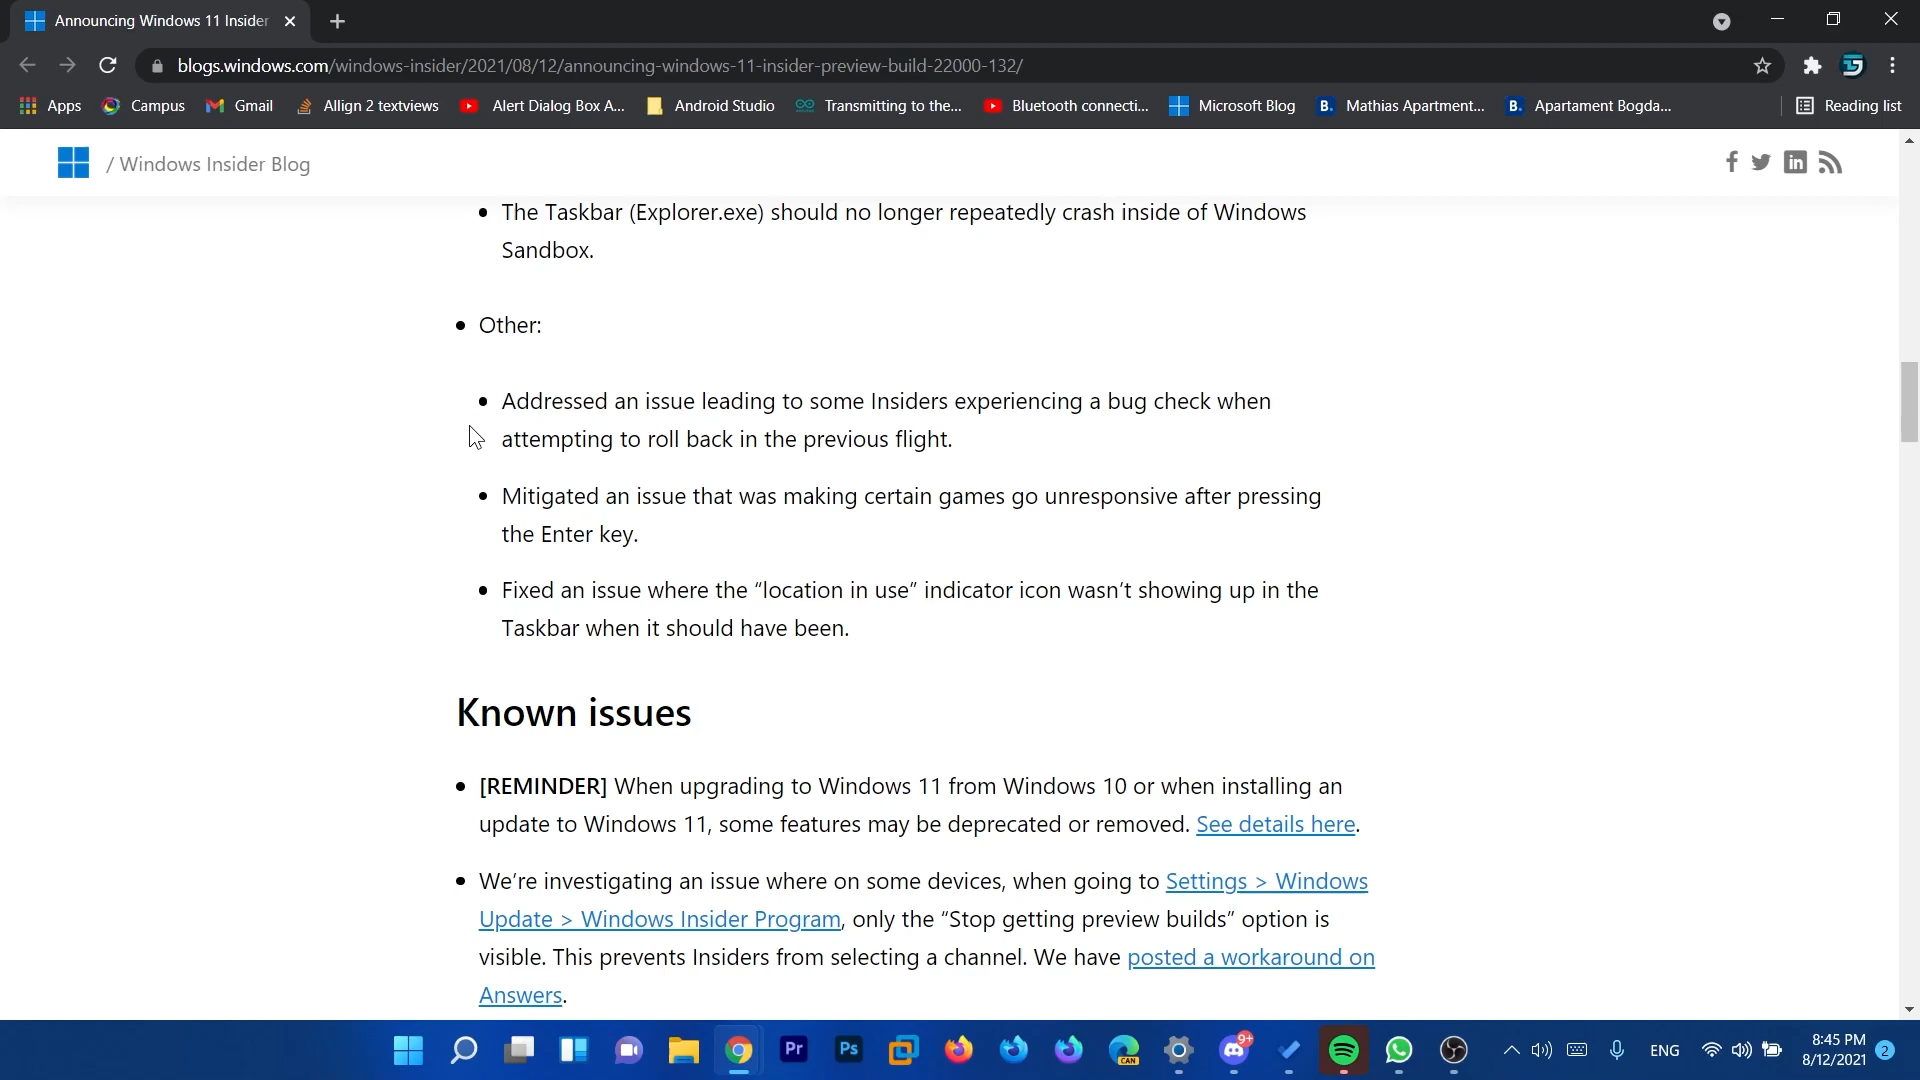 Announcing Windows 11 Insider
blogs.windows.com/windows-insider/2021/08/12/announcing-windows-11-insider-preview-build-22000-132/
Apps Campus Gmail Allign 2 textviews Alert Dialog Box A... Android Studio Transmitting to the... Bluetooth connecti... Microsoft Blog B. Mathias Apartment... B. Apartament Bogda... Reading list
/ Windows Insider Blog f in
• The Taskbar (Explorer.exe) should no longer repeatedly crash inside of Windows
Sandbox.
• Other:
• Addressed an issue leading to some Insiders experiencing a bug check when
attempting to roll back in the previous flight.
• Mitigated an issue that was making certain games go unresponsive after pressing
the Enter key.
• Fixed an issue where the “location in use” indicator icon wasn’t showing up in the
Taskbar when it should have been.
Known issues
• [REMINDER] When upgrading to Windows 11 from Windows 10 or when installing an
update to Windows 11, some features may be deprecated or removed. See details here.
• We’re investigating an issue where on some devices, when going to Settings > Windows
Update > Windows Insider Program, only the “Stop getting preview builds” option is
visible. This prevents Insiders from selecting a channel. We have posted a workaround on
Answers.
Pr Ps CAN 9+ ENG 8:45 PM
8/12/2021 2